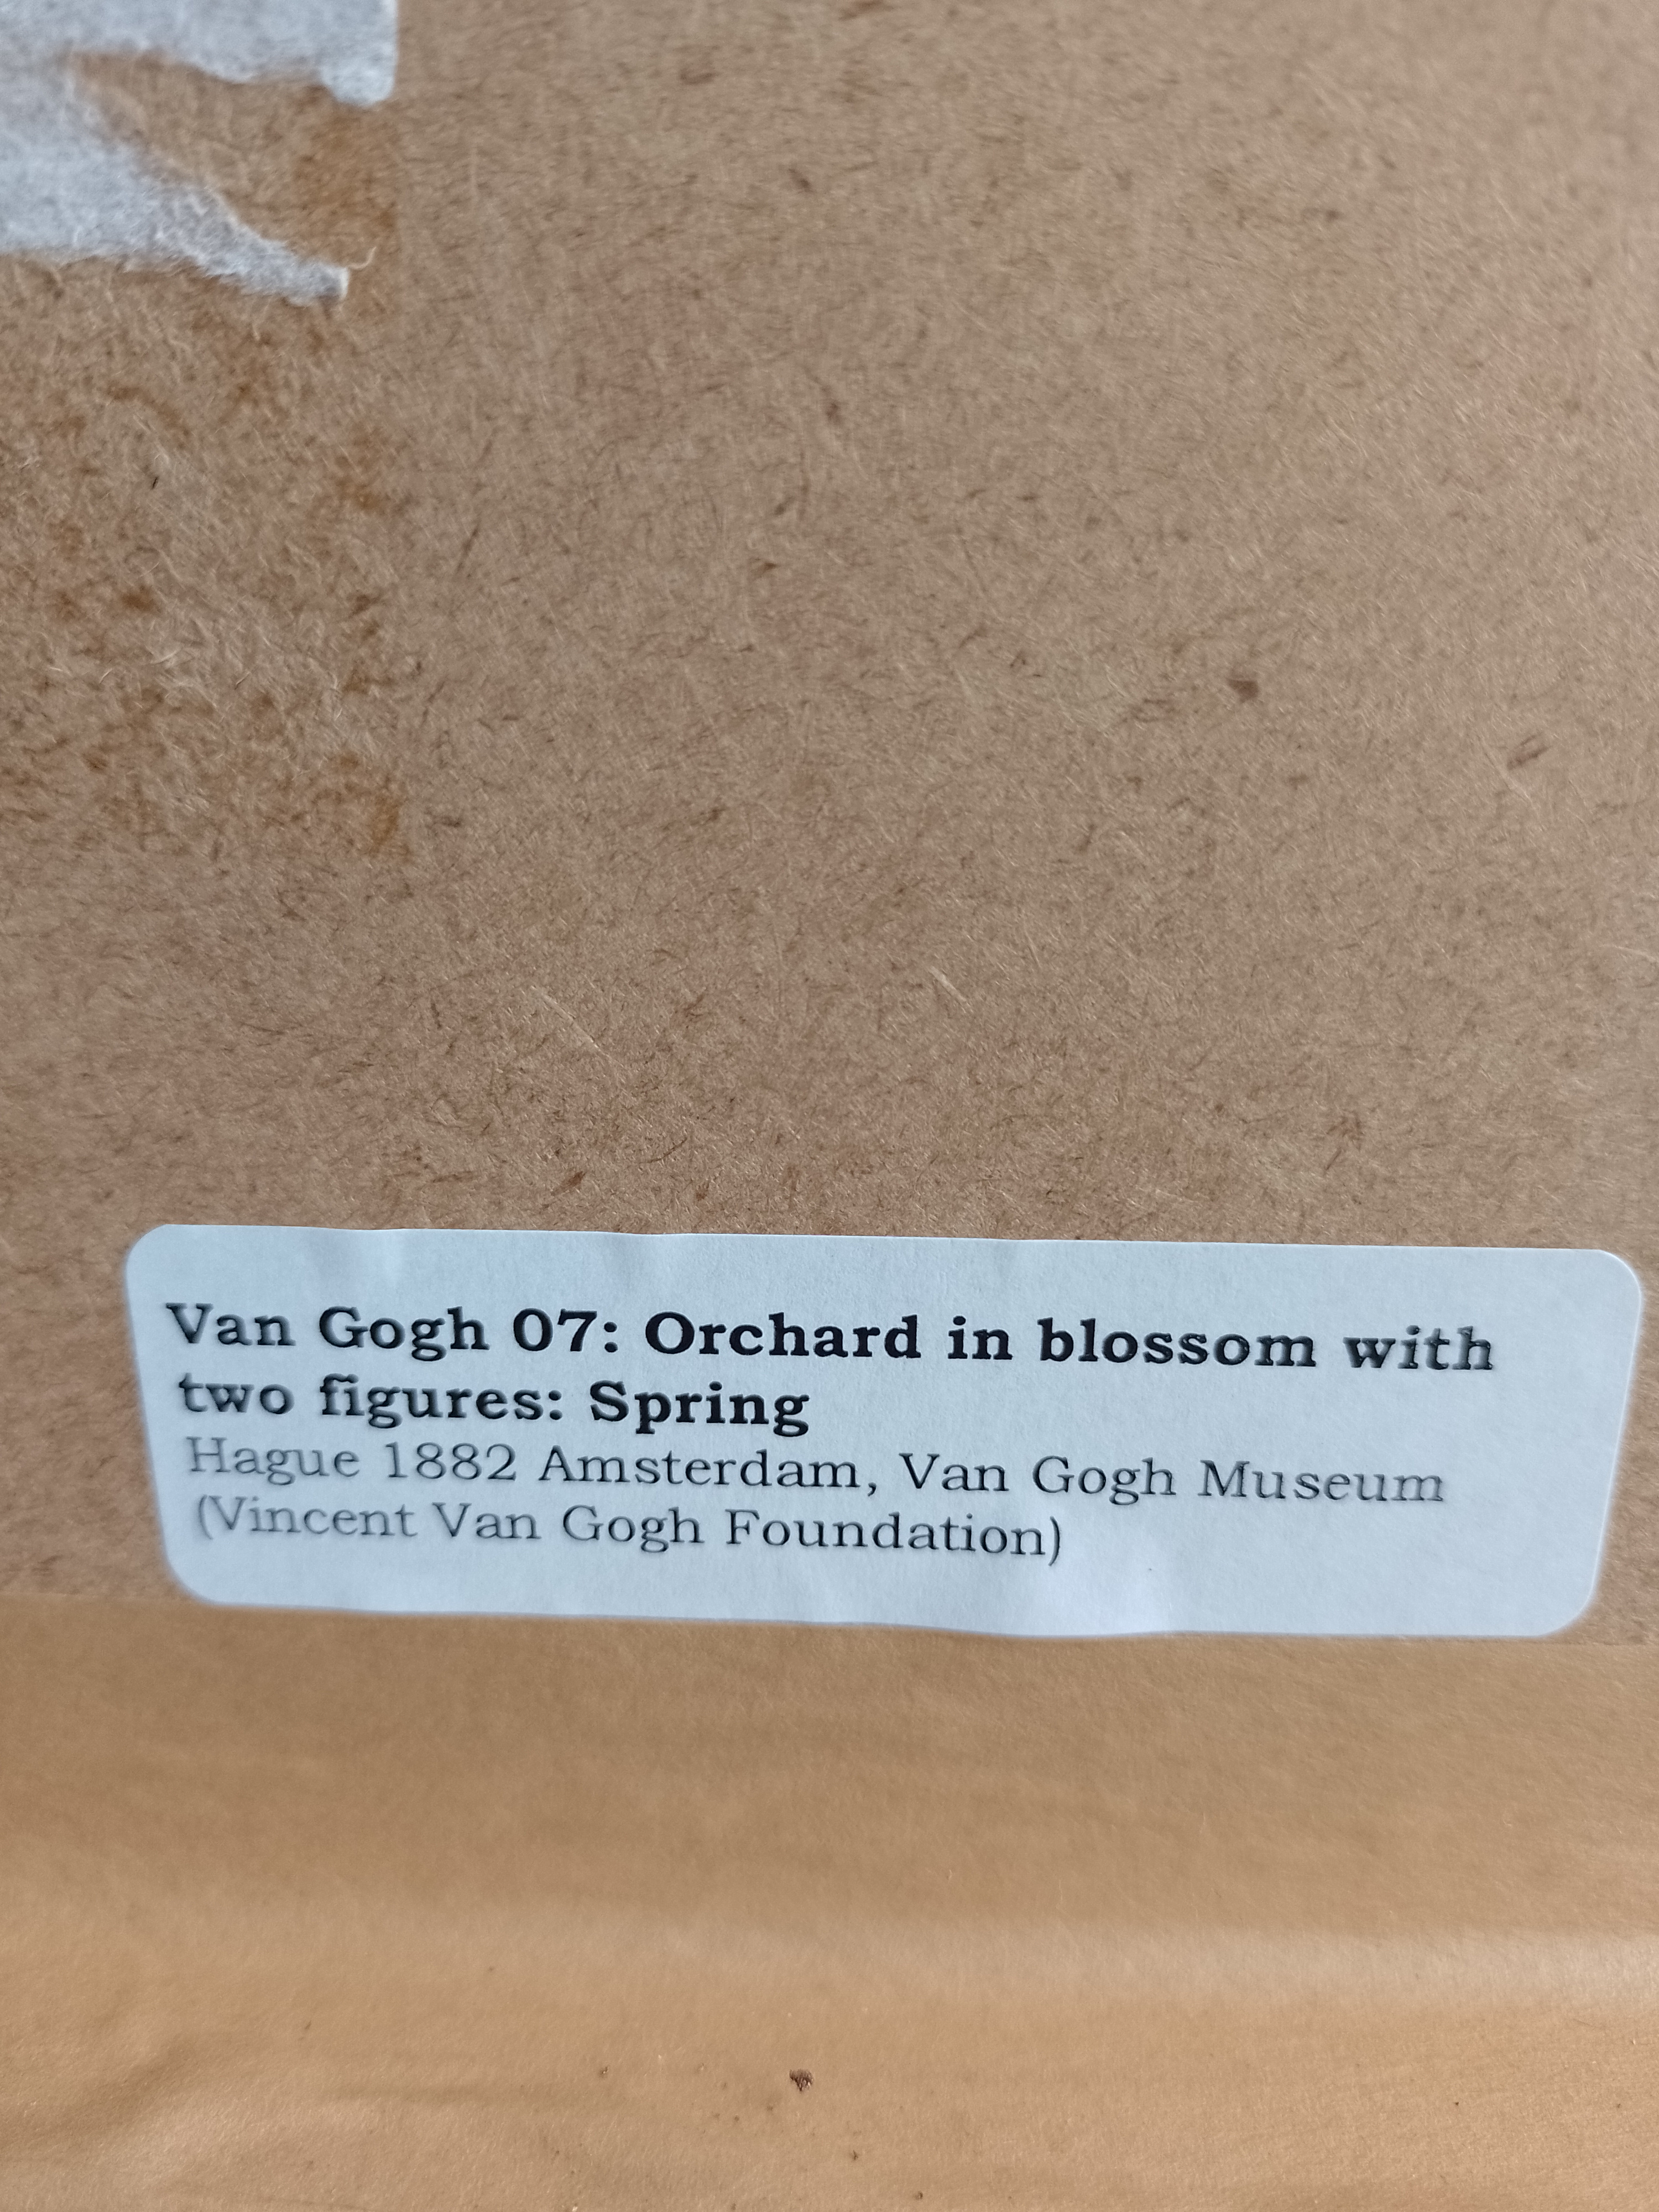 Van Gogh 07: Orchard in blossom with
two figures: Spring
Hague 1882 Amsterdam, Van Gogh Museum
(Vincent Van Gogh Foundation)